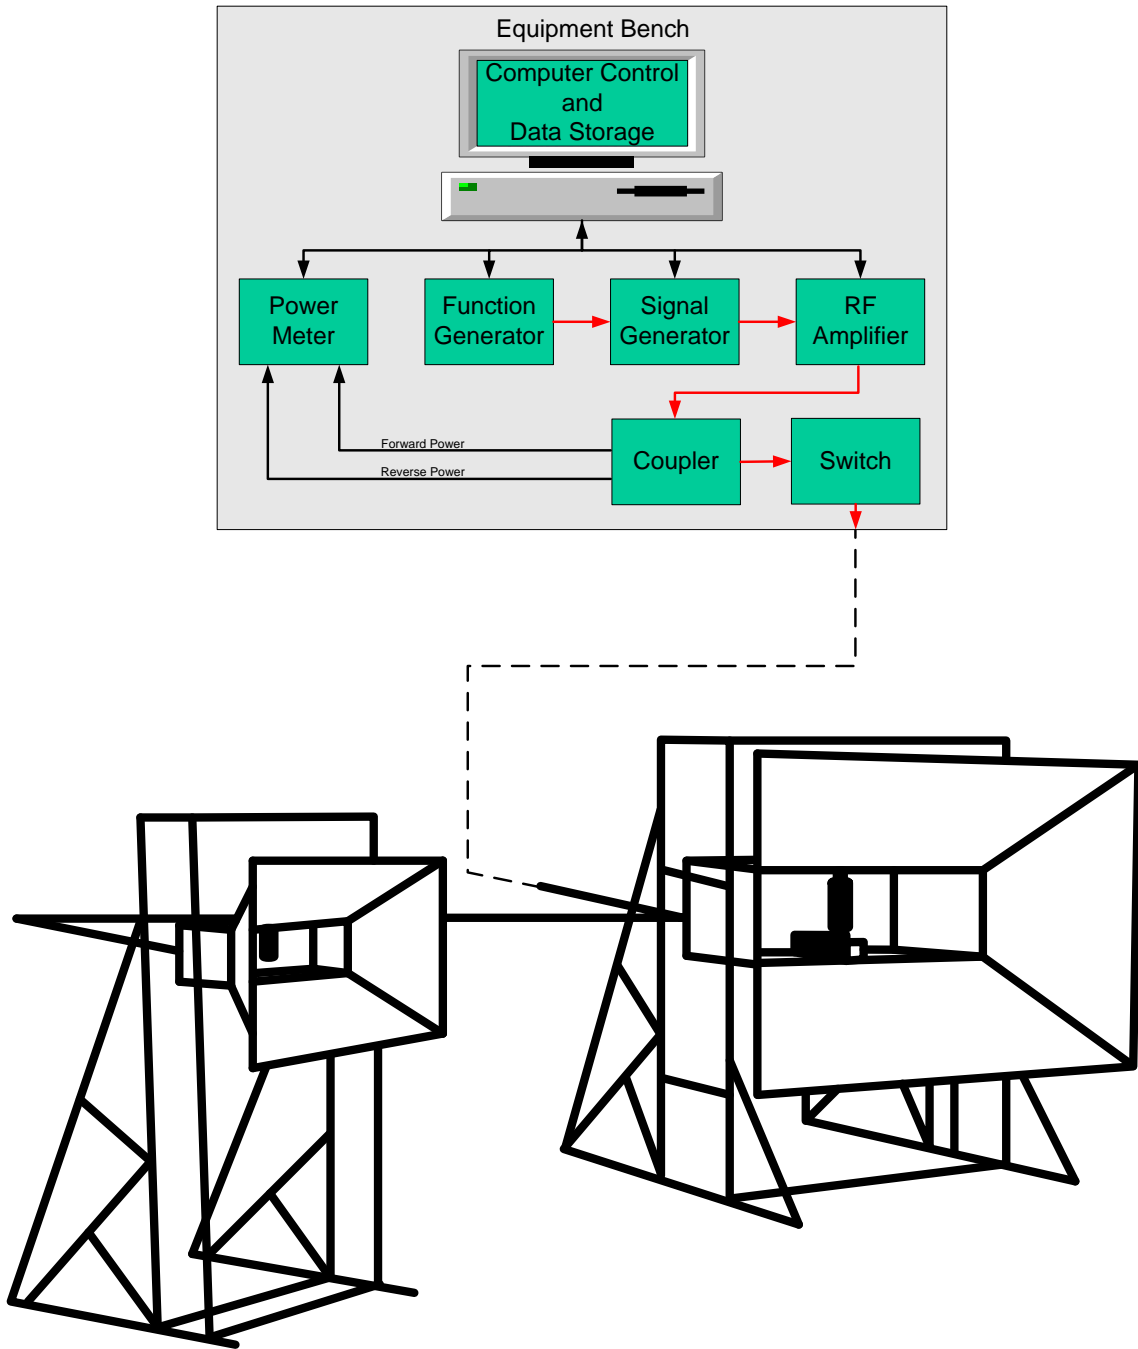 Equipment Bench
Computer Control
and
Data Storage
Power
Meter
Function
Generator
Signal
Generator
RF
Amplifier
Forward Power
Reverse Power
Coupler
Switch